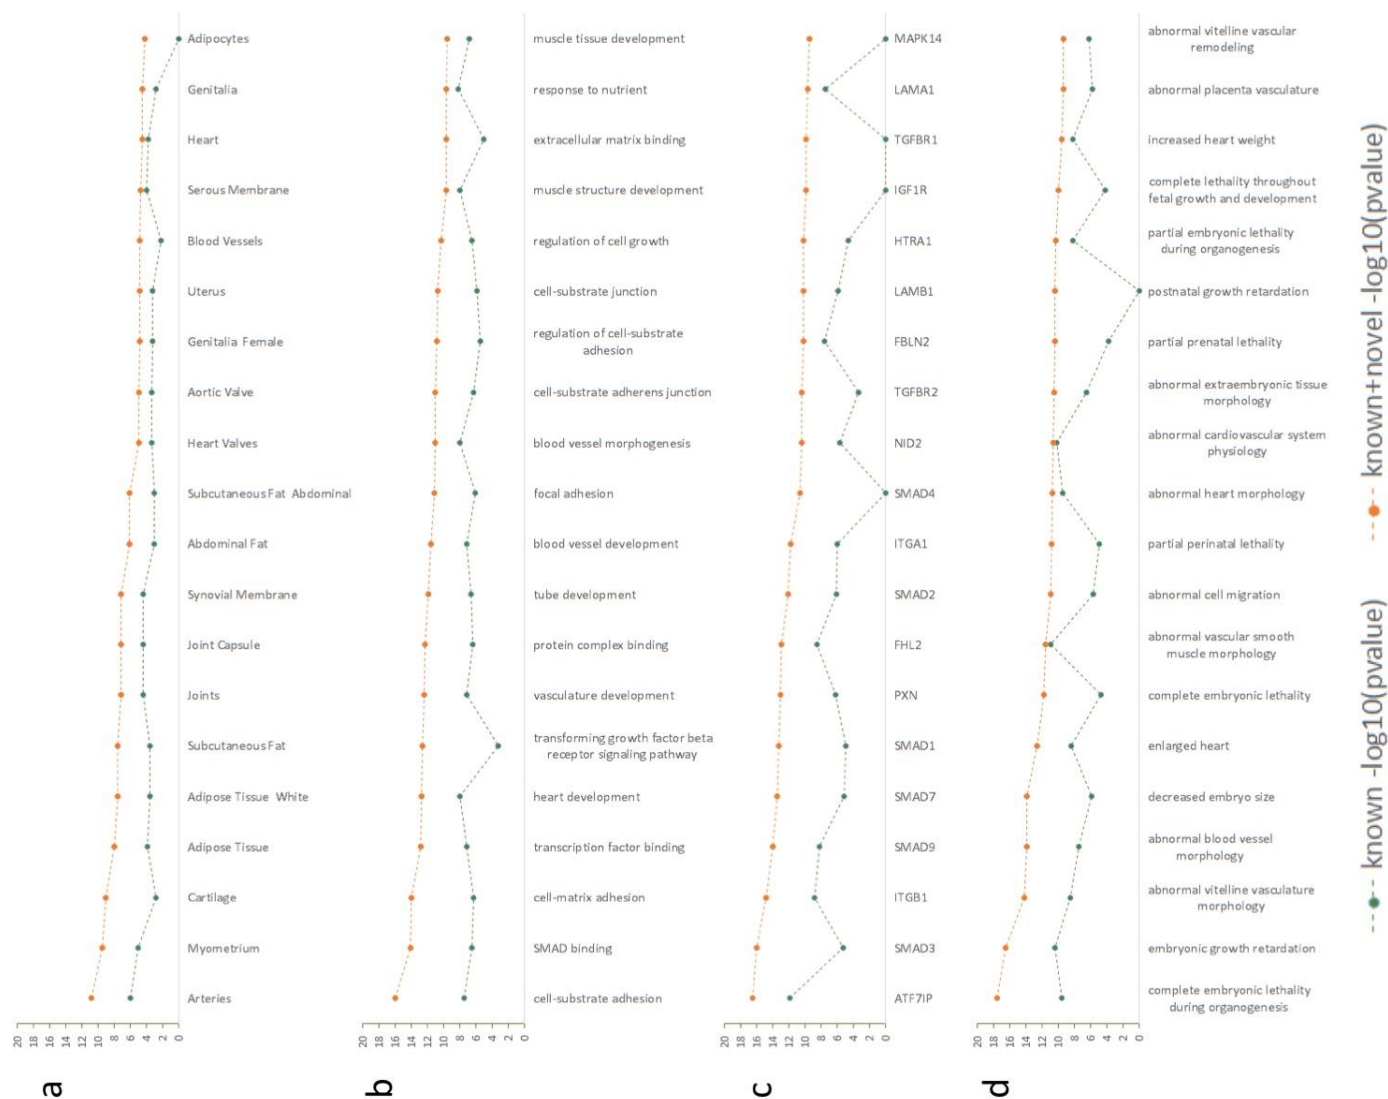 a
20 18 16 14 12 10 8 6 4 2 0
Arteries
Myometrium
Cartilage
Adipose Tissue
Adipose Tissue White
Subcutaneous Fat
Joints
Joint Capsule
Synovial Membrane
Abdominal Fat
Subcutaneous Fat Abdominal
Heart Valves
Aortic Valve
Genitalia Female
Uterus
Blood Vessels
Serous Membrane
Heart
Genitalia
Adipocytes
b
20 18 16 14 12 10 8 6 4 2 0
cell-substrate adhesion
SMAD binding
cell-matrix adhesion
transcription factor binding
heart development
transforming growth factor beta
receptor signaling pathway
vasculature development
protein complex binding
tube development
blood vessel development
focal adhesion
blood vessel morphogenesis
cell-substrate adherens junction
regulation of cell-substrate
adhesion
cell-substrate junction
regulation of cell growth
muscle structure development
extracellular matrix binding
response to nutrient
muscle tissue development
c
20 18 16 14 12 10 8 6 4 2 0
ATF7IP
SMAD3
ITGB1
SMAD9
SMAD7
SMAD1
PXN
FHL2
SMAD2
ITGA1
SMAD4
NID2
TGFBR2
FBLN2
LAMB1
HTRA1
IGF1R
TGFBR1
LAMA1
MAPK14
d
20 18 16 14 12 10 8 6 4 2 0
complete embryonic lethality
during organogenesis
embryonic growth retardation
abnormal vitelline vasculature
morphology
abnormal blood vessel
morphology
decreased embryo size
enlarged heart
complete embryonic lethality
abnormal vascular smooth
muscle morphology
abnormal cell migration
partial perinatal lethality
abnormal heart morphology
abnormal cardiovascular system
physiology
abnormal extraembryonic tissue
morphology
partial prenatal lethality
postnatal growth retardation
partial embryonic lethality
during organogenesis
complete lethality throughout
fetal growth and development
increased heart weight
abnormal placenta vasculature
abnormal vitelline vascular
remodeling
known -log10(pvalue)
known+novel -log10(pvalue)